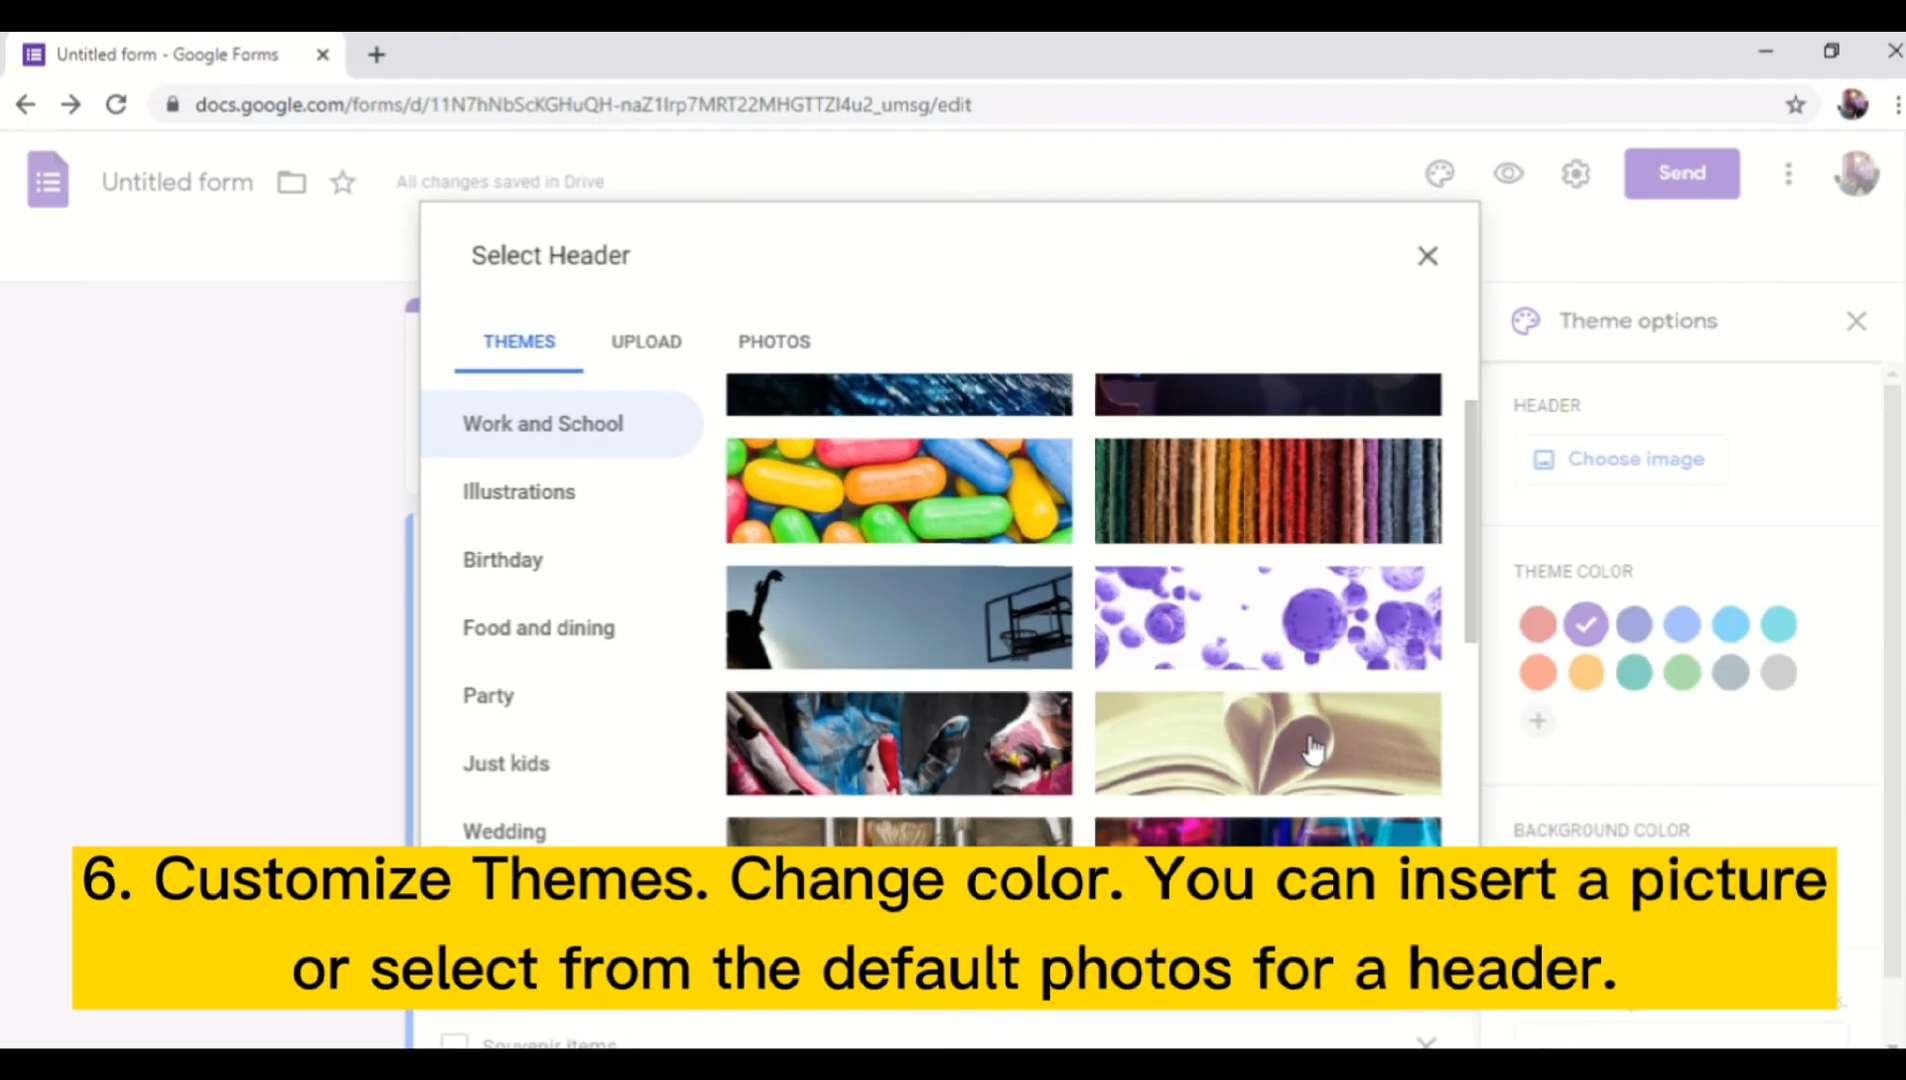 Untitled form - Google Forms
docs.google.com/forms/d/11N7hNbScKGHuQH-naZ1Irp7MRT22MHGTTZI4u2_umsg/edit
Untitled form
All changes saved in Drive
Send
Select Header
Theme options
THEMES UPLOAD PHOTOS
HEADER
Choose image
Work and School
Illustrations
Birthday
Food and dining
Party
Just kids
Wedding
THEME COLOR
BACKGROUND COLOR
6. Customize Themes. Change color. You can insert a picture
or select from the default photos for a header.
Souvenir items